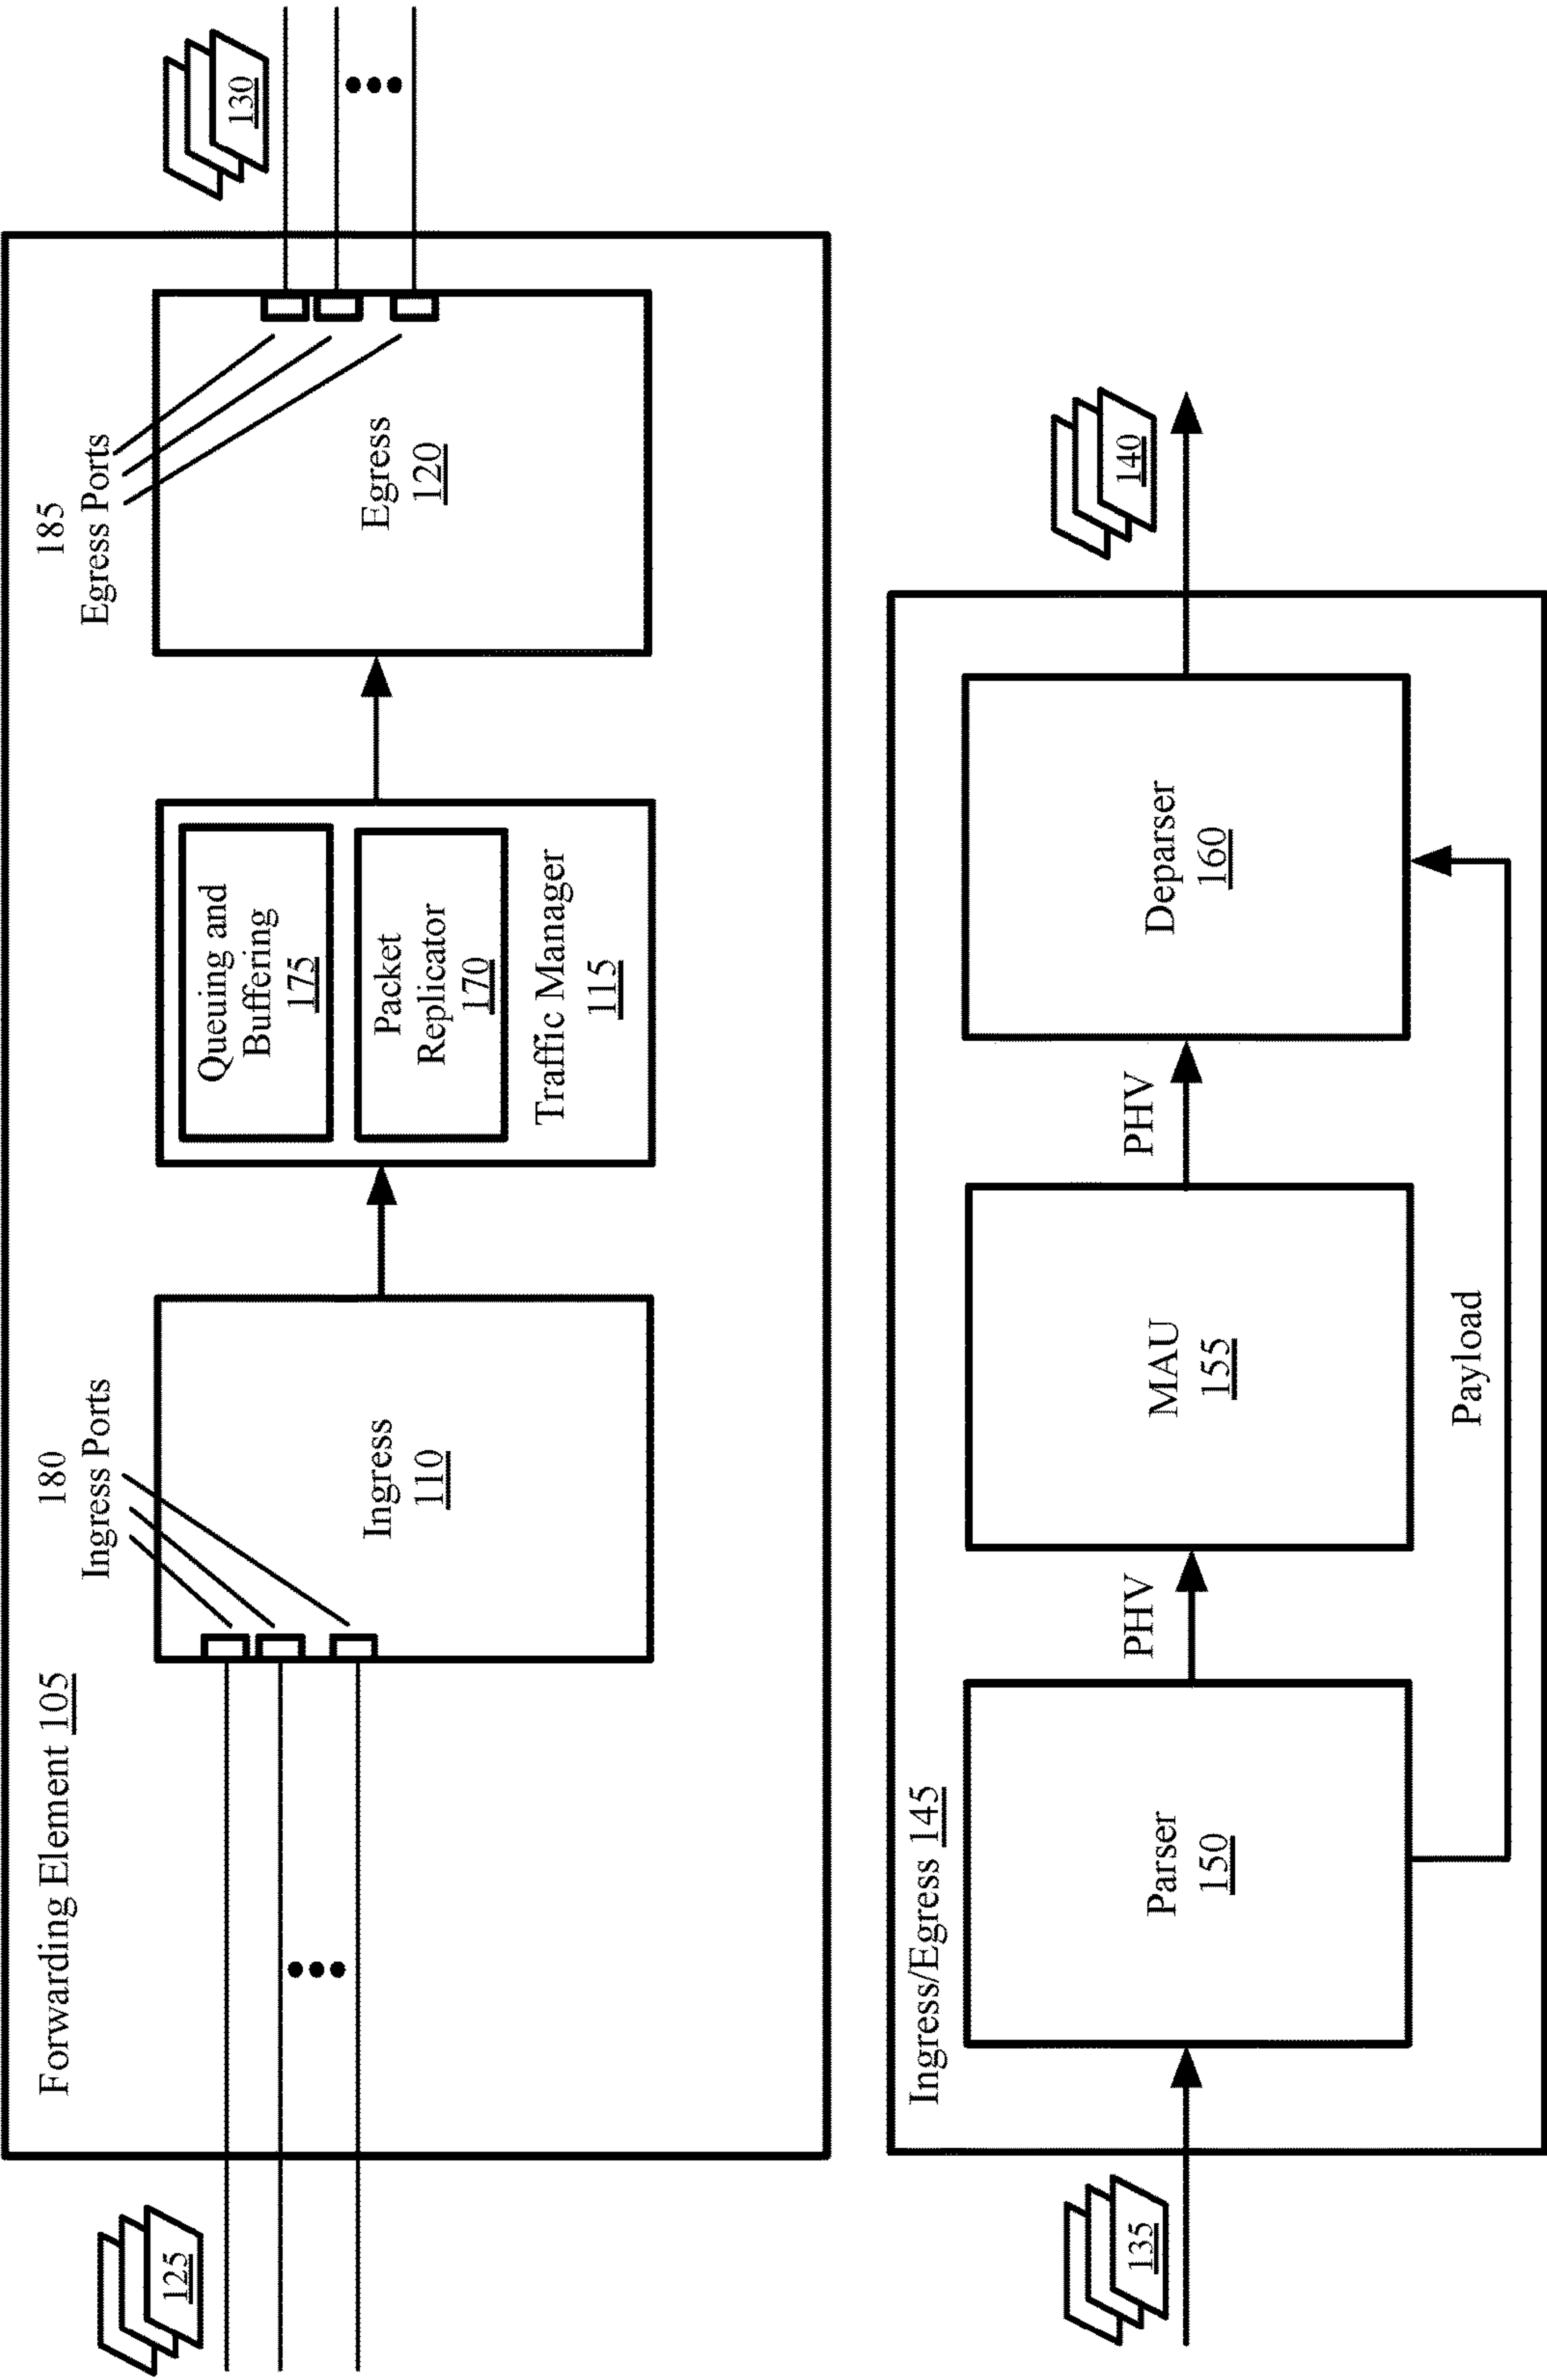 Forwarding Element 105
180
Ingress Ports
185
Egress Ports
125
Ingress
110
Queuing and
Buffering
175
Packet
Replicator
170
Traffic Manager
115
Egress
120
130
Ingress/Egress 145
135
Parser
150
PHV
MAU
155
PHV
Deparser
160
140
Payload